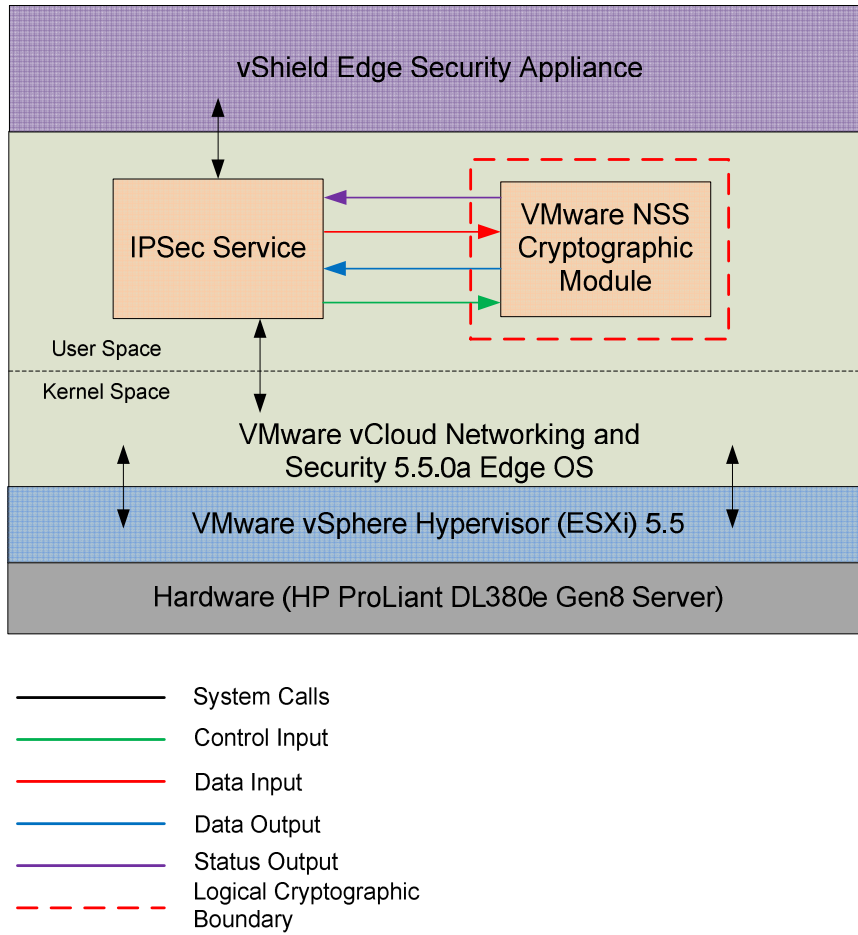 vShield Edge Security Appliance
IPSec Service
VMware NSS
Cryptographic
Module
User Space
Kernel Space
VMware vCloud Networking and
Security 5.5.0a Edge OS
VMware vSphere Hypervisor (ESXi) 5.5
Hardware (HP ProLiant DL380e Gen8 Server)
System Calls
Control Input
Data Input
Data Output
Status Output
Logical Cryptographic
Boundary